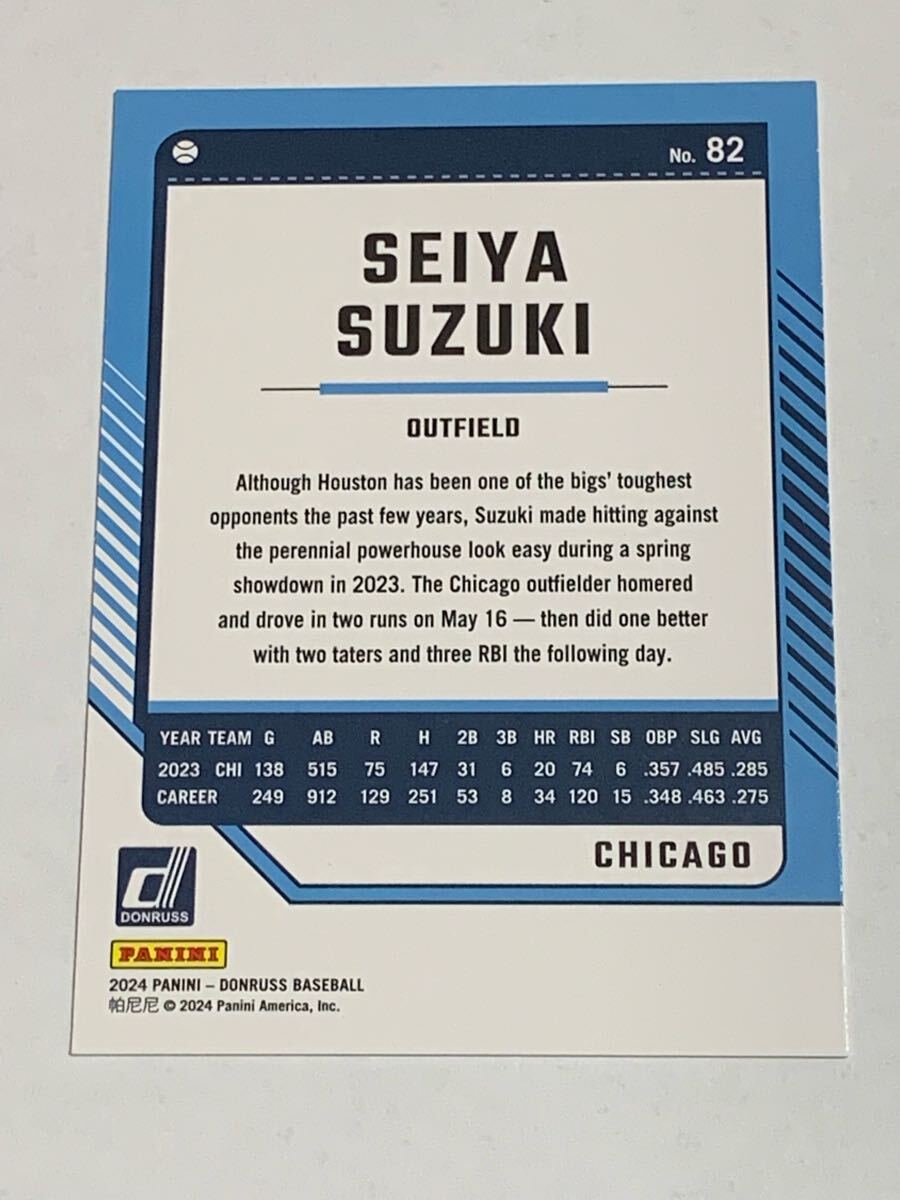 No. 82
SEIYA
SUZUKI
OUTFIELD
Although Houston has been one of the bigs' toughest
opponents the past few years, Suzuki made hitting against
the perennial powerhouse look easy during a spring
showdown in 2023. The Chicago outfielder homered
and drove in two runs on May 16 — then did one better
with two taters and three RBI the following day.
YEAR TEAM G AB R H 2B 3B HR RBI SB OBP SLG AVG
2023 CHI 138 515 75 147 31 6 20 74 6 .357 .485 .285
CAREER 249 912 129 251 53 8 34 120 15 .348 .463 .275
CHICAGO
DONRUSS
PANINI
2024 PANINI – DONRUSS BASEBALL
帕尼尼 © 2024 Panini America, Inc.